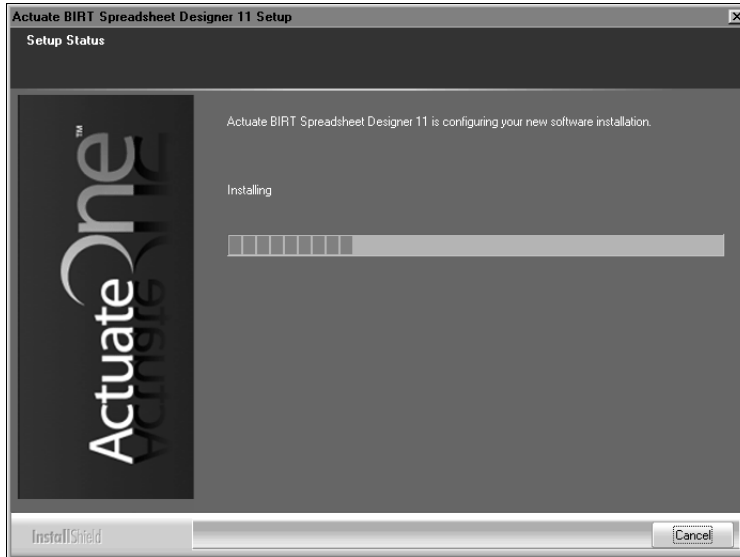 Actuate BIRT Spreadsheet Designer 11 Setup
Setup Status
Actuate BIRT Spreadsheet Designer 11 is configuring your new software installation.
Installing
ActuateOne™
InstallShield
Cancel